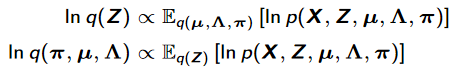 ln q(Z) ∝ 𝔼_{q(μ,Λ,π)} [ln p(X, Z, μ, Λ, π)]
ln q(π, μ, Λ) ∝ 𝔼_{q(Z)} [ln p(X, Z, μ, Λ, π)]